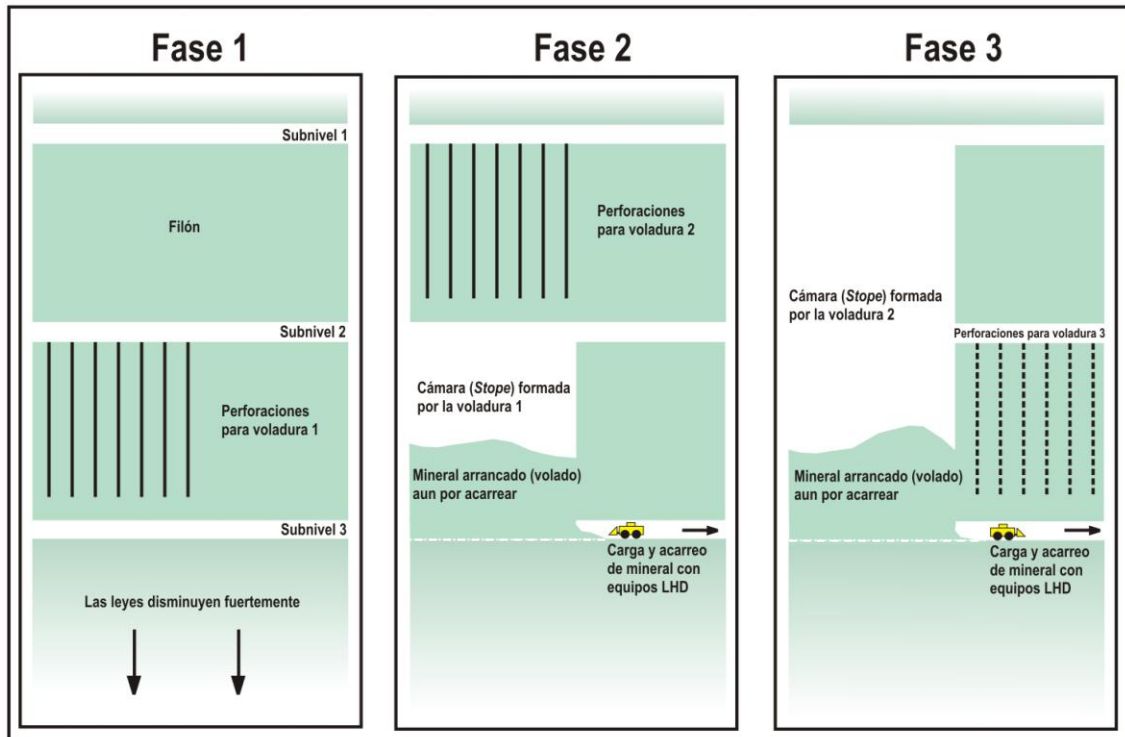 Fase 1
Subnivel 1
Filón
Subnivel 2
Perforaciones
para voladura 1
Subnivel 3
Las leyes disminuyen fuertemente
Fase 2
Perforaciones
para voladura 2
Cámara (Stope) formada
por la voladura 1
Mineral arrancado (volado)
aun por acarrear
Carga y acarreo
de mineral con
equipos LHD
Fase 3
Cámara (Stope) formada
por la voladura 2
Perforaciones para voladura 3
Mineral arrancado (volado)
aun por acarrear
Carga y acarreo
de mineral con
equipos LHD